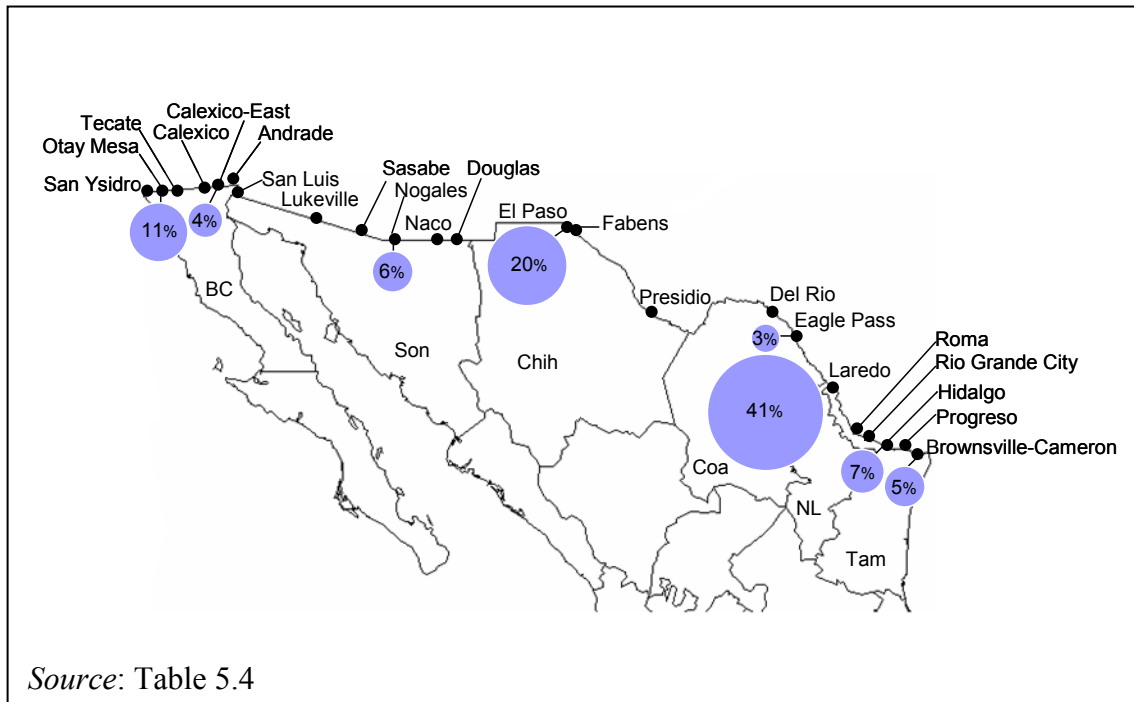 Calexico-East
Tecate
Calexico
Andrade
Otay Mesa
San Ysidro
San Luis
Lukeville
Sasabe
Nogales
Douglas
Naco
El Paso
Fabens
11%
4%
6%
20%
BC
Son
Chih
Presidio
Del Rio
Eagle Pass
3%
Laredo
Roma
Rio Grande City
Hidalgo
Progreso
Brownsville-Cameron
41%
Coa
7%
5%
NL
Tam
Source: Table 5.4